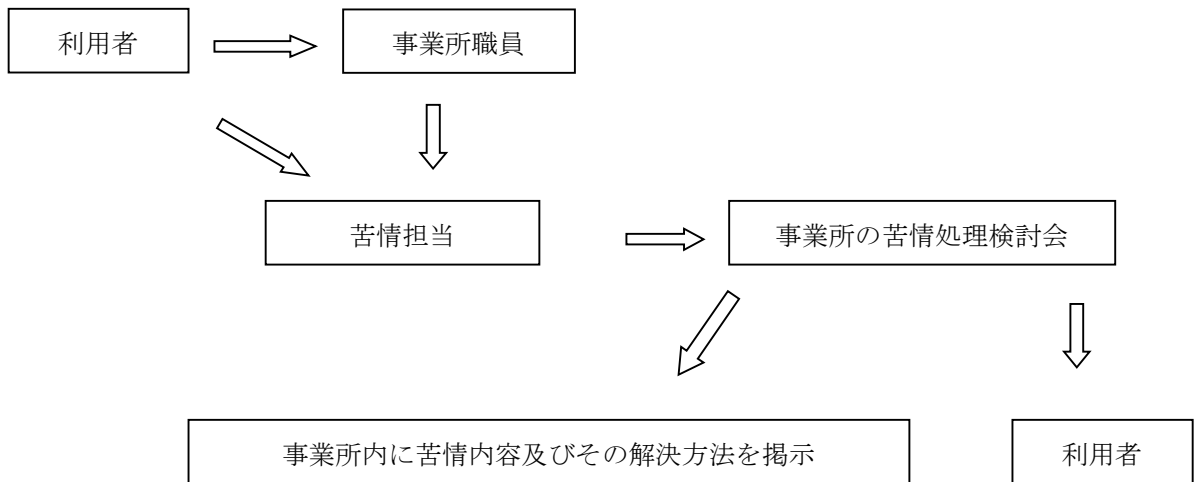 利用者
事業所職員
苦情担当
事業所の苦情処理検討会
事業所内に苦情内容及びその解決方法を掲示
利用者